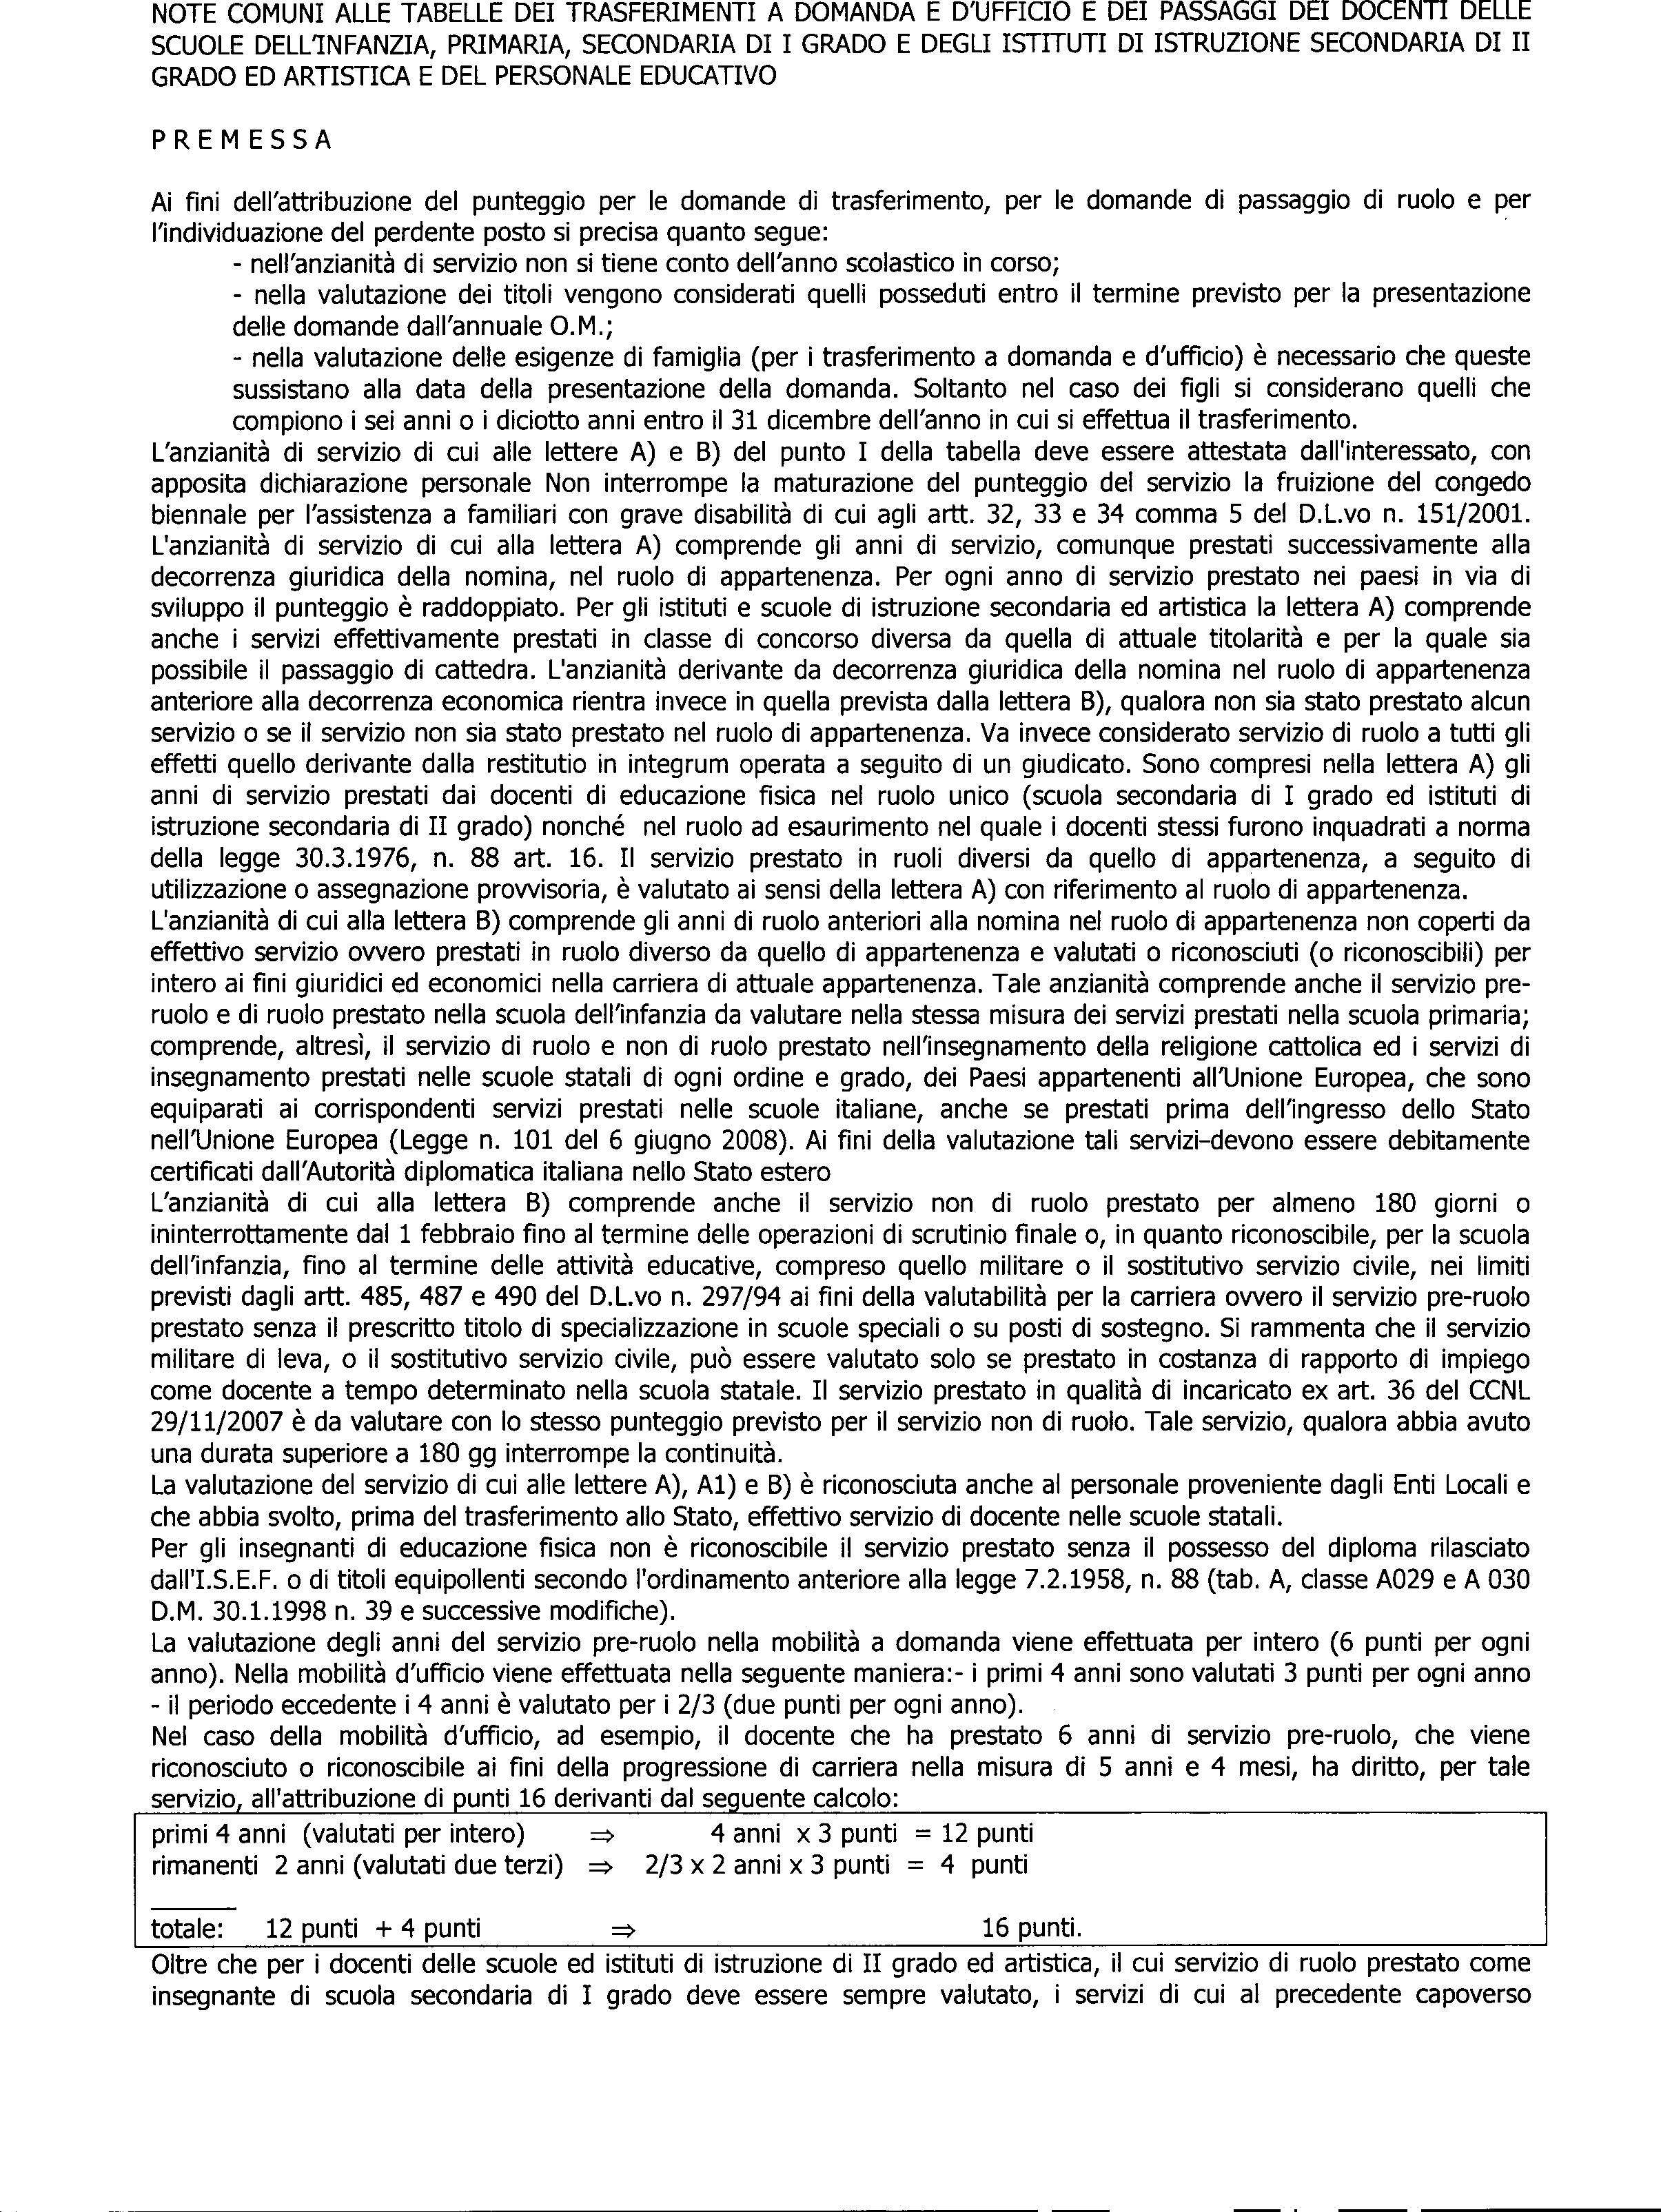 NOTE COMUNI ALLE TABELLE DEI TRASFERIMENTI A DOMANDA E D'UFFICIO E DEI PASSAGGI DEI DOCENTI DELLE
SCUOLE DELL'INFANZIA, PRIMARIA, SECONDARIA DI I GRADO E DEGLI ISTITUTI DI ISTRUZIONE SECONDARIA DI II
GRADO ED ARTISTICA E DEL PERSONALE EDUCATIVO
P R E M E S S A
Ai fini dell'attribuzione del punteggio per le domande di trasferimento, per le domande di passaggio di ruolo e per
l'individuazione del perdente posto si precisa quanto segue:
- nell'anzianità di servizio non si tiene conto dell'anno scolastico in corso;
- nella valutazione dei titoli vengono considerati quelli posseduti entro il termine previsto per la presentazione
delle domande dall'annuale O.M.;
- nella valutazione delle esigenze di famiglia (per i trasferimento a domanda e d'ufficio) è necessario che queste
sussistano alla data della presentazione della domanda. Soltanto nel caso dei figli si considerano quelli che
compiono i sei anni o i diciotto anni entro il 31 dicembre dell'anno in cui si effettua il trasferimento.
L'anzianità di servizio di cui alle lettere A) e B) del punto I della tabella deve essere attestata dall'interessato, con
apposita dichiarazione personale Non interrompe la maturazione del punteggio del servizio la fruizione del congedo
biennale per l'assistenza a familiari con grave disabilità di cui agli artt. 32, 33 e 34 comma 5 del D.L.vo n. 151/2001.
L'anzianità di servizio di cui alla lettera A) comprende gli anni di servizio, comunque prestati successivamente alla
decorrenza giuridica della nomina, nel ruolo di appartenenza. Per ogni anno di servizio prestato nei paesi in via di
sviluppo il punteggio è raddoppiato. Per gli istituti e scuole di istruzione secondaria ed artistica la lettera A) comprende
anche i servizi effettivamente prestati in classe di concorso diversa da quella di attuale titolarità e per la quale sia
possibile il passaggio di cattedra. L'anzianità derivante da decorrenza giuridica della nomina nel ruolo di appartenenza
anteriore alla decorrenza economica rientra invece in quella prevista dalla lettera B), qualora non sia stato prestato alcun
servizio o se il servizio non sia stato prestato nel ruolo di appartenenza. Va invece considerato servizio di ruolo a tutti gli
effetti quello derivante dalla restitutio in integrum operata a seguito di un giudicato. Sono compresi nella lettera A) gli
anni di servizio prestati dai docenti di educazione fisica nel ruolo unico (scuola secondaria di I grado ed istituti di
istruzione secondaria di II grado) nonché nel ruolo ad esaurimento nel quale i docenti stessi furono inquadrati a norma
della legge 30.3.1976, n. 88 art. 16. Il servizio prestato in ruoli diversi da quello di appartenenza, a seguito di
utilizzazione o assegnazione provvisoria, è valutato ai sensi della lettera A) con riferimento al ruolo di appartenenza.
L'anzianità di cui alla lettera B) comprende gli anni di ruolo anteriori alla nomina nel ruolo di appartenenza non coperti da
effettivo servizio ovvero prestati in ruolo diverso da quello di appartenenza e valutati o riconosciuti (o riconoscibili) per
intero ai fini giuridici ed economici nella carriera di attuale appartenenza. Tale anzianità comprende anche il servizio pre-
ruolo e di ruolo prestato nella scuola dell'infanzia da valutare nella stessa misura dei servizi prestati nella scuola primaria;
comprende, altresì, il servizio di ruolo e non di ruolo prestato nell'insegnamento della religione cattolica ed i servizi di
insegnamento prestati nelle scuole statali di ogni ordine e grado, dei Paesi appartenenti all'Unione Europea, che sono
equiparati ai corrispondenti servizi prestati nelle scuole italiane, anche se prestati prima dell'ingresso dello Stato
nell'Unione Europea (Legge n. 101 del 6 giugno 2008). Ai fini della valutazione tali servizi-devono essere debitamente
certificati dall'Autorità diplomatica italiana nello Stato estero
L'anzianità di cui alla lettera B) comprende anche il servizio non di ruolo prestato per almeno 180 giorni o
ininterrottamente dal 1 febbraio fino al termine delle operazioni di scrutinio finale o, in quanto riconoscibile, per la scuola
dell'infanzia, fino al termine delle attività educative, compreso quello militare o il sostitutivo servizio civile, nei limiti
previsti dagli artt. 485, 487 e 490 del D.L.vo n. 297/94 ai fini della valutabilità per la carriera ovvero il servizio pre-ruolo
prestato senza il prescritto titolo di specializzazione in scuole speciali o su posti di sostegno. Si rammenta che il servizio
militare di leva, o il sostitutivo servizio civile, può essere valutato solo se prestato in costanza di rapporto di impiego
come docente a tempo determinato nella scuola statale. Il servizio prestato in qualità di incaricato ex art. 36 del CCNL
29/11/2007 è da valutare con lo stesso punteggio previsto per il servizio non di ruolo. Tale servizio, qualora abbia avuto
una durata superiore a 180 gg interrompe la continuità.
La valutazione del servizio di cui alle lettere A), A1) e B) è riconosciuta anche al personale proveniente dagli Enti Locali e
che abbia svolto, prima del trasferimento allo Stato, effettivo servizio di docente nelle scuole statali.
Per gli insegnanti di educazione fisica non è riconoscibile il servizio prestato senza il possesso del diploma rilasciato
dall'I.S.E.F. o di titoli equipollenti secondo l'ordinamento anteriore alla legge 7.2.1958, n. 88 (tab. A, classe A029 e A 030
D.M. 30.1.1998 n. 39 e successive modifiche).
La valutazione degli anni del servizio pre-ruolo nella mobilità a domanda viene effettuata per intero (6 punti per ogni
anno). Nella mobilità d'ufficio viene effettuata nella seguente maniera:- i primi 4 anni sono valutati 3 punti per ogni anno
- il periodo eccedente i 4 anni è valutato per i 2/3 (due punti per ogni anno).
Nel caso della mobilità d'ufficio, ad esempio, il docente che ha prestato 6 anni di servizio pre-ruolo, che viene
riconosciuto o riconoscibile ai fini della progressione di carriera nella misura di 5 anni e 4 mesi, ha diritto, per tale
servizio, all'attribuzione di punti 16 derivanti dal seguente calcolo:
primi 4 anni (valutati per intero) ⇒ 4 anni x 3 punti = 12 punti
rimanenti 2 anni (valutati due terzi) ⇒ 2/3 x 2 anni x 3 punti = 4 punti
totale: 12 punti + 4 punti ⇒ 16 punti.
Oltre che per i docenti delle scuole ed istituti di istruzione di II grado ed artistica, il cui servizio di ruolo prestato come
insegnante di scuola secondaria di I grado deve essere sempre valutato, i servizi di cui al precedente capoverso